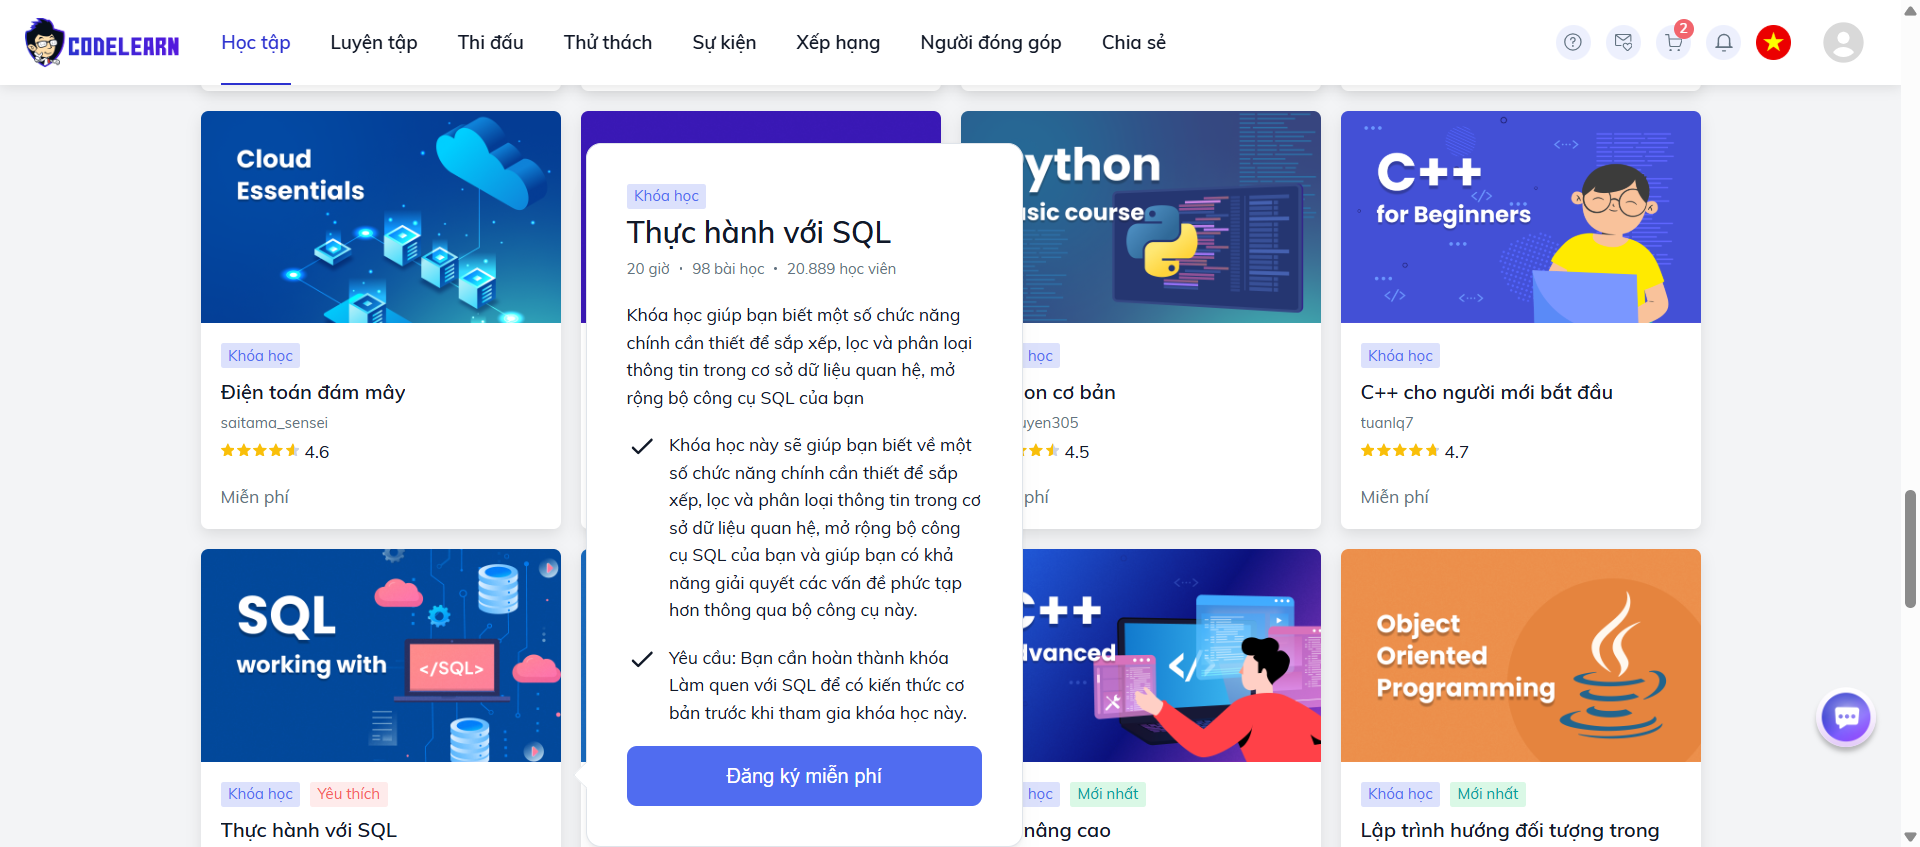 CODELEARN
Học tập
Luyện tập
Thi đấu
Thử thách
Sự kiện
Xếp hạng
Người đóng góp
Chia sẻ
2
Cloud
Essentials
Khóa học
Điện toán đám mây
saitama_sensei
4.6
Miễn phí
Khóa học
Thực hành với SQL
20 giờ • 98 bài học • 20.889 học viên
Khóa học giúp bạn biết một số chức năng
chính cần thiết để sắp xếp, lọc và phân loại
thông tin trong cơ sở dữ liệu quan hệ, mở
rộng bộ công cụ SQL của bạn
Khóa học này sẽ giúp bạn biết về một
số chức năng chính cần thiết để sắp
xếp, lọc và phân loại thông tin trong cơ
sở dữ liệu quan hệ, mở rộng bộ công
cụ SQL của bạn và giúp bạn có khả
năng giải quyết các vấn đề phức tạp
hơn thông qua bộ công cụ này.
Yêu cầu: Bạn cần hoàn thành khóa
Làm quen với SQL để có kiến thức cơ
bản trước khi tham gia khóa học này.
Đăng ký miễn phí
ython
sic course
học
on cơ bản
uyen305
4.5
phí
C++
for Beginners
Khóa học
C++ cho người mới bắt đầu
tuanlq7
4.7
Miễn phí
SQL
working with
</SQL>
Khóa học
Yêu thích
Thực hành với SQL
C++
dvanced
học
Mới nhất
nâng cao
Object
Oriented
Programming
Khóa học
Mới nhất
Lập trình hướng đối tượng trong